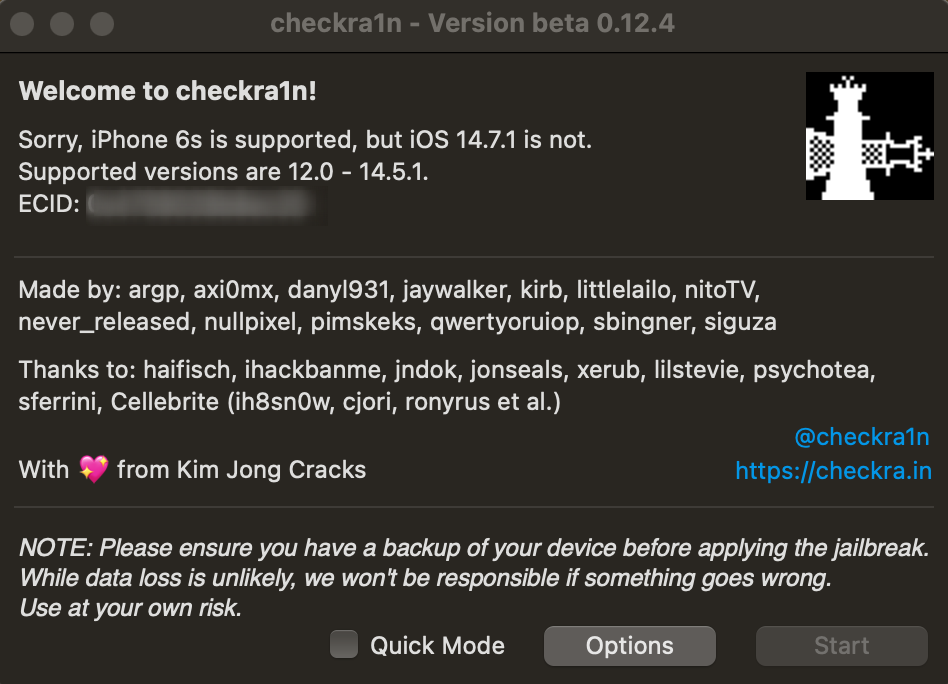 checkra1n - Version beta 0.12.4
Welcome to checkra1n!
Sorry, iPhone 6s is supported, but iOS 14.7.1 is not.
Supported versions are 12.0 - 14.5.1.
ECID:
Made by: argp, axi0mx, danyl931, jaywalker, kirb, littlelailo, nitoTV,
never_released, nullpixel, pimskeks, qwertyoruiop, sbingner, siguza
Thanks to: haifisch, ihackbanme, jndok, jonseals, xerub, lilstevie, psychotea,
sferrini, Cellebrite (ih8sn0w, cjori, ronyrus et al.)
@checkra1n
With 💖 from Kim Jong Cracks
https://checkra.in
NOTE: Please ensure you have a backup of your device before applying the jailbreak.
While data loss is unlikely, we won't be responsible if something goes wrong.
Use at your own risk.
Quick Mode
Options
Start